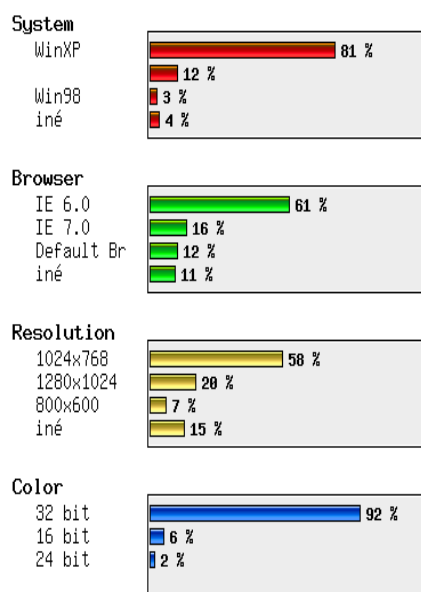 System
WinXP 81 %
12 %
Win98 3 %
iné 4 %
Browser
IE 6.0 61 %
IE 7.0 16 %
Default Br 12 %
iné 11 %
Resolution
1024x768 58 %
1280x1024 20 %
800x600 7 %
iné 15 %
Color
32 bit 92 %
16 bit 6 %
24 bit 2 %